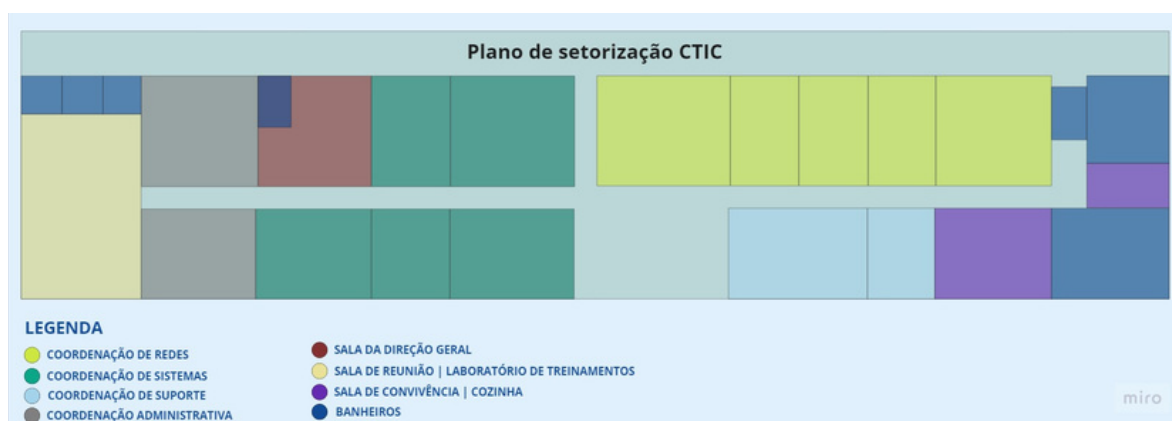 Plano de setorização CTIC
LEGENDA
COORDENAÇÃO DE REDES
COORDENAÇÃO DE SISTEMAS
COORDENAÇÃO DE SUPORTE
COORDENAÇÃO ADMINISTRATIVA
SALA DA DIREÇÃO GERAL
SALA DE REUNIÃO | LABORATÓRIO DE TREINAMENTOS
SALA DE CONVIVÊNCIA | COZINHA
BANHEIROS
miro